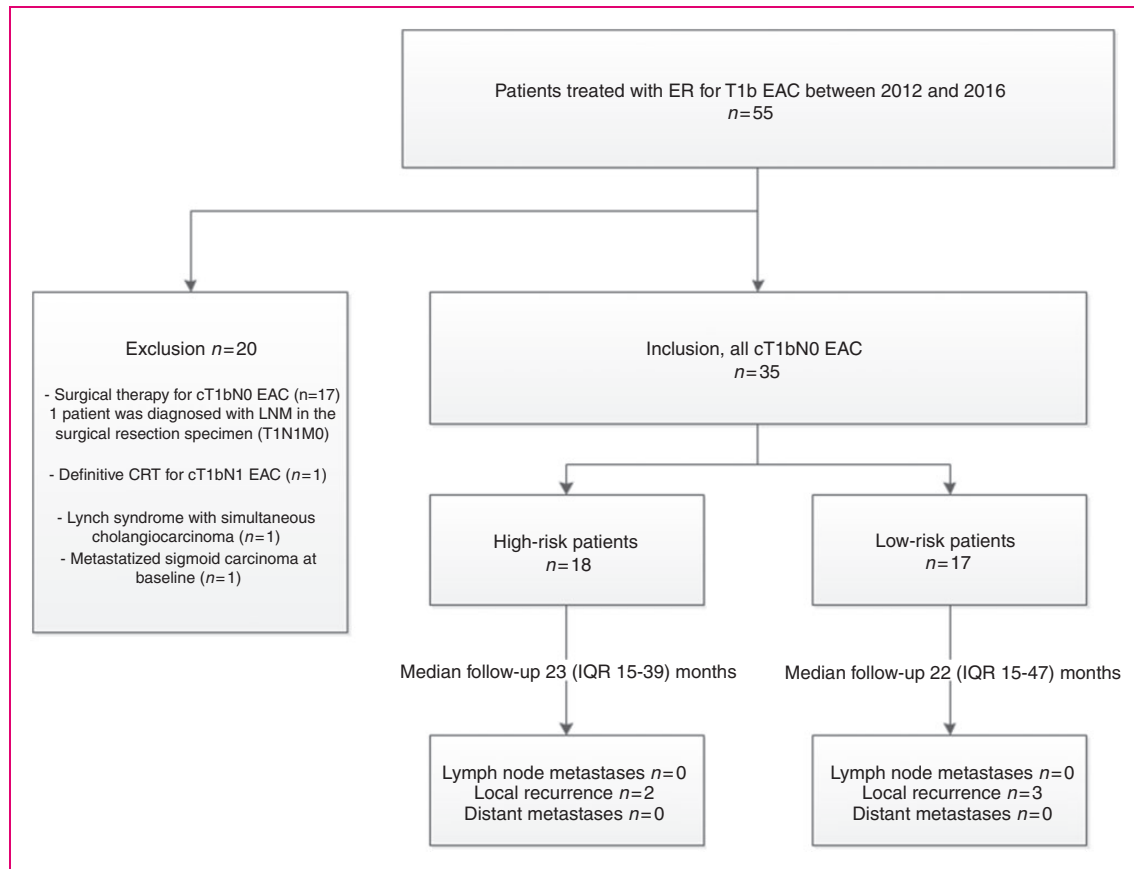 Patients treated with ER for T1b EAC between 2012 and 2016
n=55
Exclusion n=20
- Surgical therapy for cT1bN0 EAC (n=17)
1 patient was diagnosed with LNM in the
surgical resection specimen (T1N1M0)
- Definitive CRT for cT1bN1 EAC (n=1)
- Lynch syndrome with simultaneous
cholangiocarcinoma (n=1)
- Metastatized sigmoid carcinoma at
baseline (n=1)
Inclusion, all cT1bN0 EAC
n=35
High-risk patients
n=18
Low-risk patients
n=17
Median follow-up 23 (IQR 15-39) months
Median follow-up 22 (IQR 15-47) months
Lymph node metastases n=0
Local recurrence n=2
Distant metastases n=0
Lymph node metastases n=0
Local recurrence n=3
Distant metastases n=0